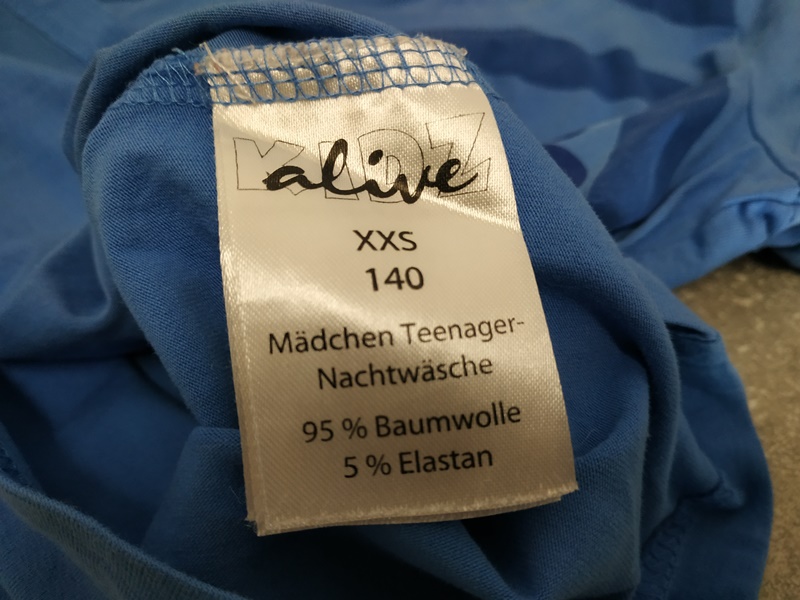 KIDZ
alive
XXS
140
Mädchen Teenager-
Nachtwäsche
95 % Baumwolle
5 % Elastan